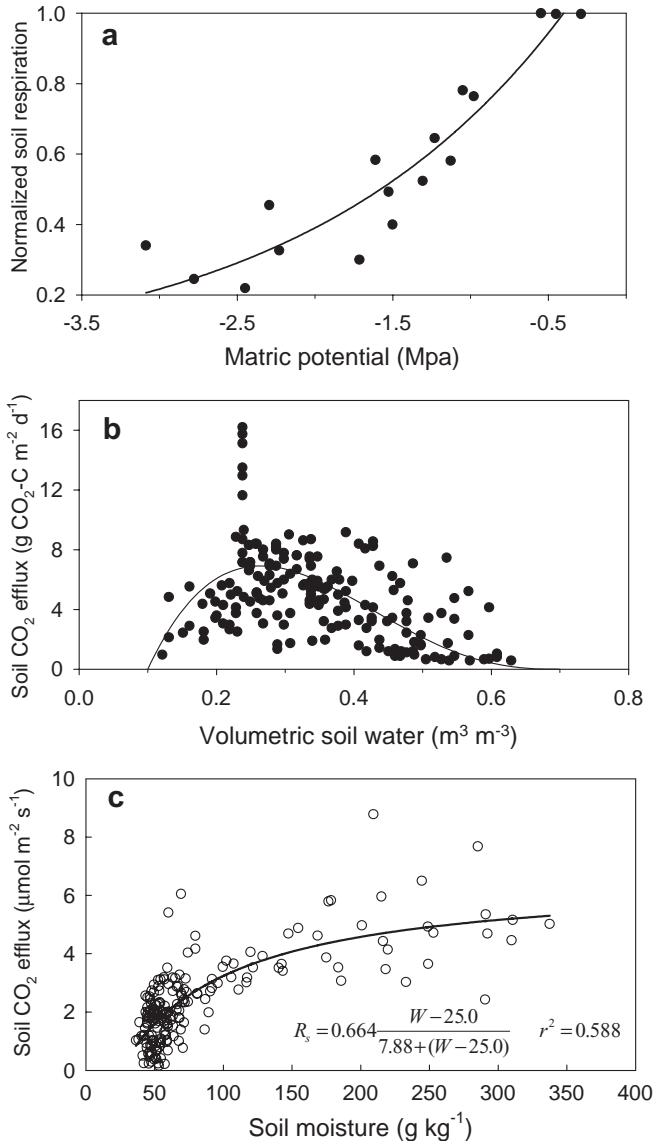 a
Normalized soil respiration
1.0
0.8
0.6
0.4
0.2
-3.5 -2.5 -1.5 -0.5
Matric potential (Mpa)
b
Soil CO₂ efflux (g CO₂-C m⁻² d⁻¹)
16
12
8
4
0
0.0 0.2 0.4 0.6 0.8
Volumetric soil water (m³ m⁻³)
c
Soil CO₂ efflux (μmol m⁻² s⁻¹)
10
8
6
4
2
0
R_s = 0.664 (W − 25.0) / (7.88 + (W − 25.0)) r² = 0.588
0 50 100 150 200 250 300 350 400
Soil moisture (g kg⁻¹)